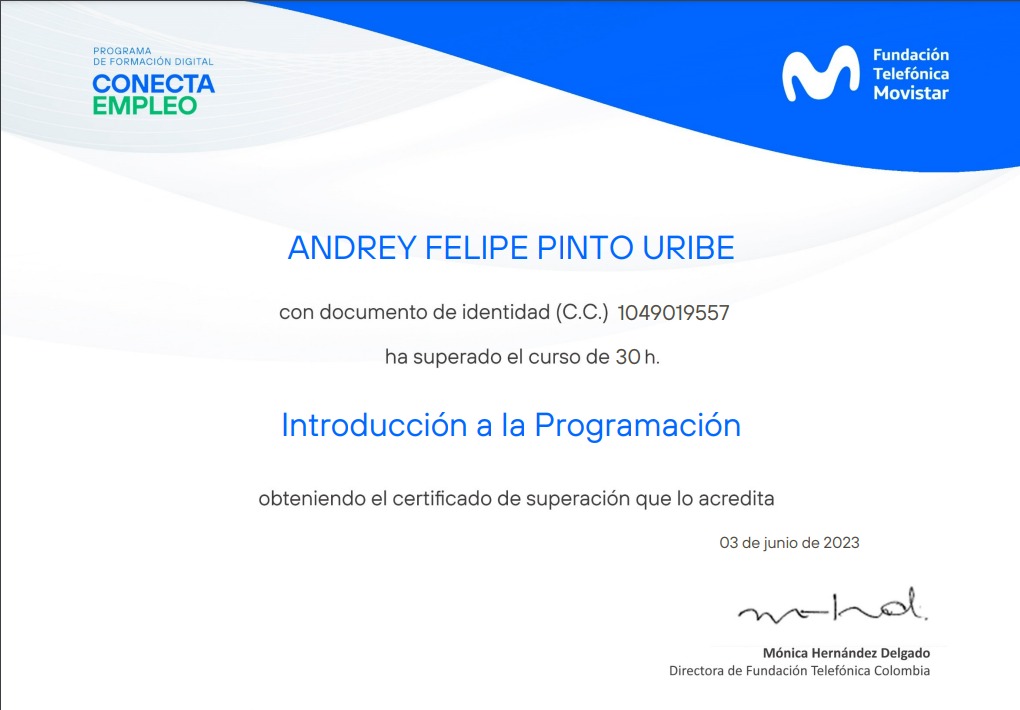 PROGRAMA
DE FORMACIÓN DIGITAL
CONECTA
EMPLEO
Fundación
Telefónica
Movistar
ANDREY FELIPE PINTO URIBE
con documento de identidad (C.C.) 1049019557
ha superado el curso de 30 h.
Introducción a la Programación
obteniendo el certificado de superación que lo acredita
03 de junio de 2023
Mónica Hernández Delgado
Directora de Fundación Telefónica Colombia